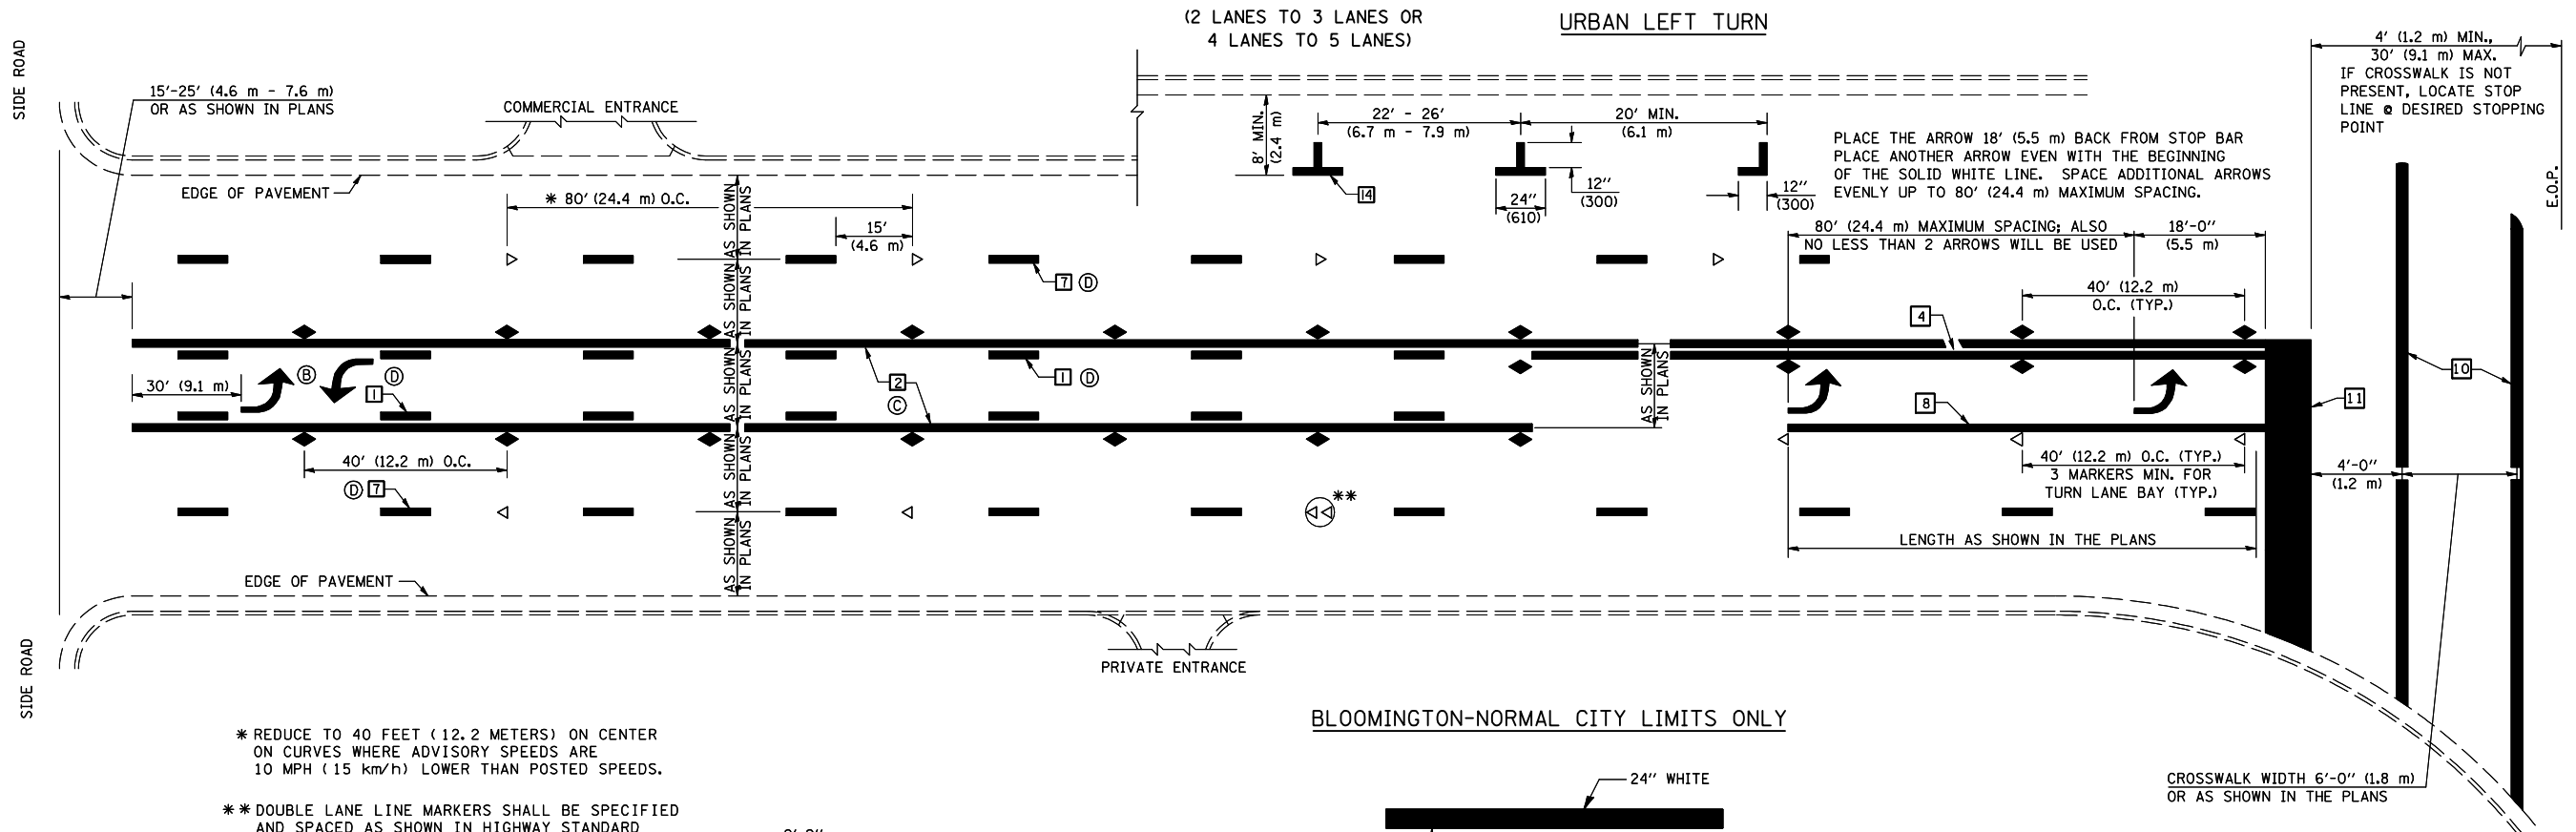 (2 LANES TO 3 LANES OR
4 LANES TO 5 LANES)
URBAN LEFT TURN
SIDE ROAD
15'-25' (4.6 m - 7.6 m)
OR AS SHOWN IN PLANS
COMMERCIAL ENTRANCE
EDGE OF PAVEMENT
* 80' (24.4 m) O.C.
15'
(4.6 m)
8' MIN.
(2.4 m)
22' - 26'
(6.7 m - 7.9 m)
20' MIN.
(6.1 m)
14
24"
(610)
12"
(300)
12"
(300)
4' (1.2 m) MIN.,
30' (9.1 m) MAX.
IF CROSSWALK IS NOT
PRESENT, LOCATE STOP
LINE @ DESIRED STOPPING
POINT
E.O.P.
PLACE THE ARROW 18' (5.5 m) BACK FROM STOP BAR
PLACE ANOTHER ARROW EVEN WITH THE BEGINNING
OF THE SOLID WHITE LINE. SPACE ADDITIONAL ARROWS
EVENLY UP TO 80' (24.4 m) MAXIMUM SPACING.
80' (24.4 m) MAXIMUM SPACING; ALSO
NO LESS THAN 2 ARROWS WILL BE USED
18'-0"
(5.5 m)
AS SHOWN
IN PLANS
AS SHOWN
IN PLANS
AS SHOWN
IN PLANS
AS SHOWN
IN PLANS
AS SHOWN
IN PLANS
7 D
40' (12.2 m)
O.C. (TYP.)
4
30' (9.1 m)
B
D
1
2
C
1 D
AS SHOWN
IN PLANS
8
10
11
40' (12.2 m) O.C.
D 7
**
40' (12.2 m) O.C. (TYP.)
3 MARKERS MIN. FOR
TURN LANE BAY (TYP.)
4'-0"
(1.2 m)
LENGTH AS SHOWN IN THE PLANS
EDGE OF PAVEMENT
SIDE ROAD
PRIVATE ENTRANCE
BLOOMINGTON-NORMAL CITY LIMITS ONLY
* REDUCE TO 40 FEET (12.2 METERS) ON CENTER
ON CURVES WHERE ADVISORY SPEEDS ARE
10 MPH (15 km/h) LOWER THAN POSTED SPEEDS.
24" WHITE
CROSSWALK WIDTH 6'-0" (1.8 m)
OR AS SHOWN IN THE PLANS
** DOUBLE LANE LINE MARKERS SHALL BE SPECIFIED
AND SPACED AS SHOWN IN HIGHWAY STANDARD